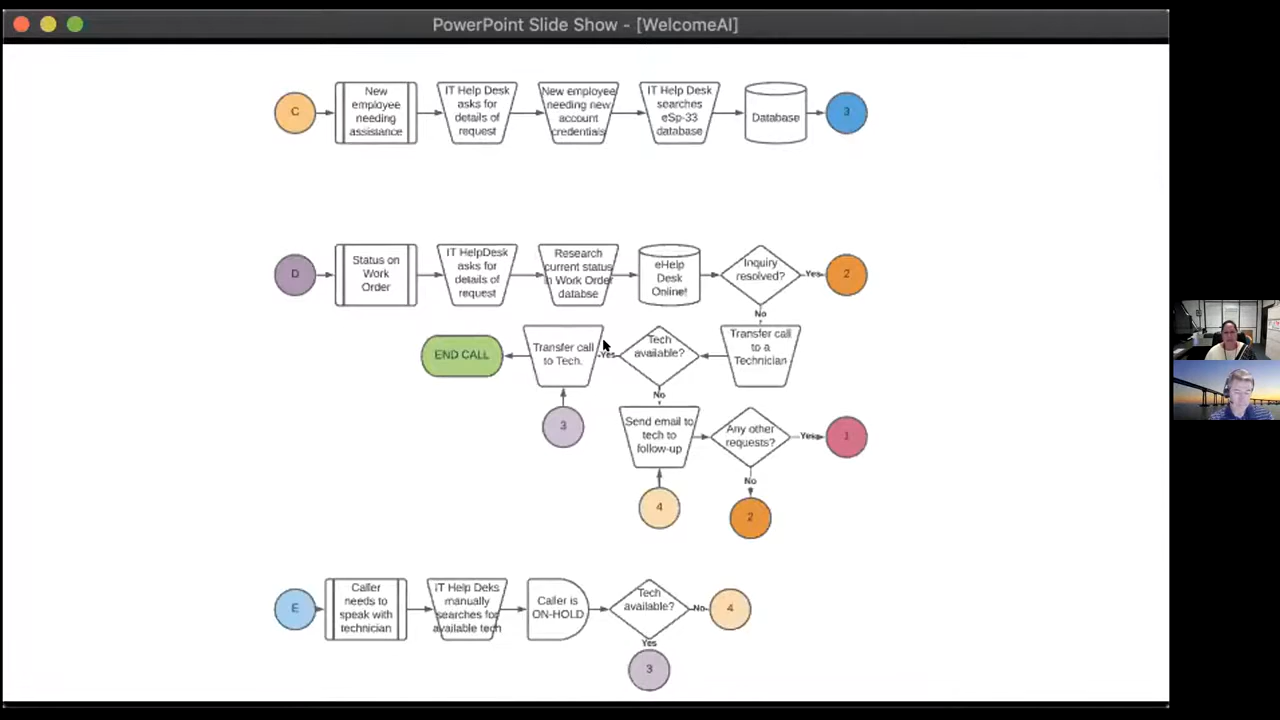 PowerPoint Slide Show - [WelcomeAI]
C
New
employee
needing
assistance
IT Help Desk
asks for
details of
request
New employee
needing new
account
credentials
IT Help Desk
searches
eSp-33
database
Database
3
D
Status on
Work
Order
IT HelpDesk
asks for
details of
request
Research
current status
in Work Order
databse
eHelp
Desk
Online!
Inquiry
resolved?
Yes
2
No
END CALL
Transfer call
to Tech.
Yes
Tech
available?
Transfer call
to a
Technician
No
3
Send email to
tech to
follow-up
Any other
requests?
Yes
1
No
4
2
E
Caller
needs to
speak with
technician
iT Help Deks
manually
searches for
available tech
Caller is
ON-HOLD
Tech
available?
No
4
Yes
3